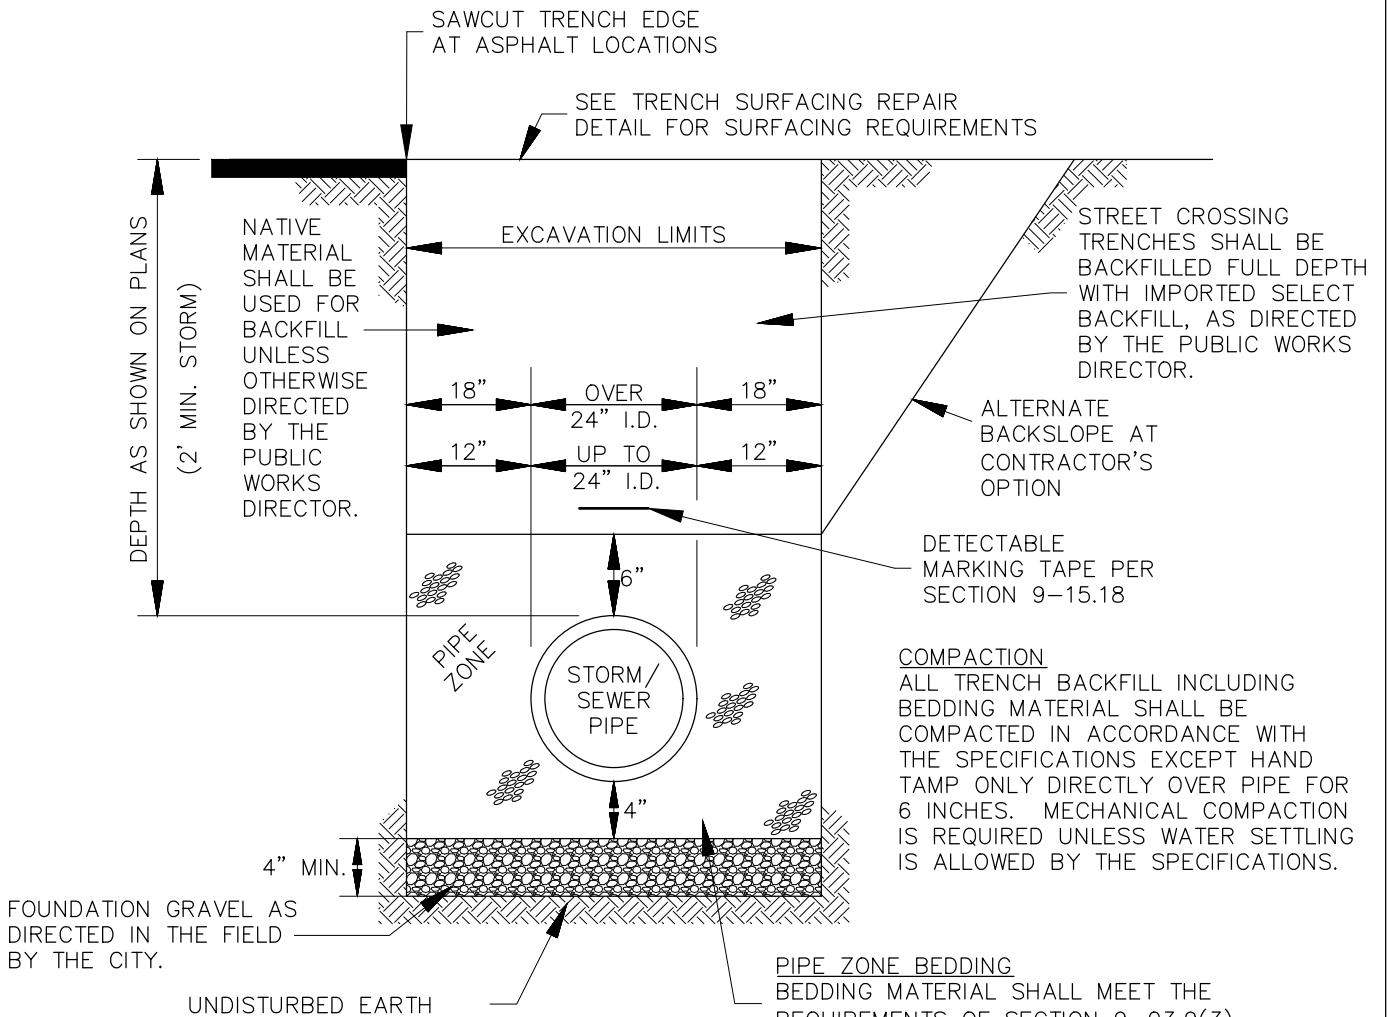 SAWCUT TRENCH EDGE
AT ASPHALT LOCATIONS
SEE TRENCH SURFACING REPAIR
DETAIL FOR SURFACING REQUIREMENTS
DEPTH AS SHOWN ON PLANS
(2' MIN. STORM)
NATIVE
MATERIAL
SHALL BE
USED FOR
BACKFILL
UNLESS
OTHERWISE
DIRECTED
BY THE
PUBLIC
WORKS
DIRECTOR.
EXCAVATION LIMITS
STREET CROSSING
TRENCHES SHALL BE
BACKFILLED FULL DEPTH
WITH IMPORTED SELECT
BACKFILL, AS DIRECTED
BY THE PUBLIC WORKS
DIRECTOR.
18" OVER 18"
24" I.D.
12" UP TO 12"
24" I.D.
ALTERNATE
BACKSLOPE AT
CONTRACTOR'S
OPTION
DETECTABLE
MARKING TAPE PER
SECTION 9-15.18
6"
PIPE
ZONE
STORM/
SEWER
PIPE
4"
COMPACTION
ALL TRENCH BACKFILL INCLUDING
BEDDING MATERIAL SHALL BE
COMPACTED IN ACCORDANCE WITH
THE SPECIFICATIONS EXCEPT HAND
TAMP ONLY DIRECTLY OVER PIPE FOR
6 INCHES. MECHANICAL COMPACTION
IS REQUIRED UNLESS WATER SETTLING
IS ALLOWED BY THE SPECIFICATIONS.
4" MIN.
FOUNDATION GRAVEL AS
DIRECTED IN THE FIELD
BY THE CITY.
UNDISTURBED EARTH
PIPE ZONE BEDDING
BEDDING MATERIAL SHALL MEET THE
REQUIREMENTS OF SECTION 9-03.9(3)